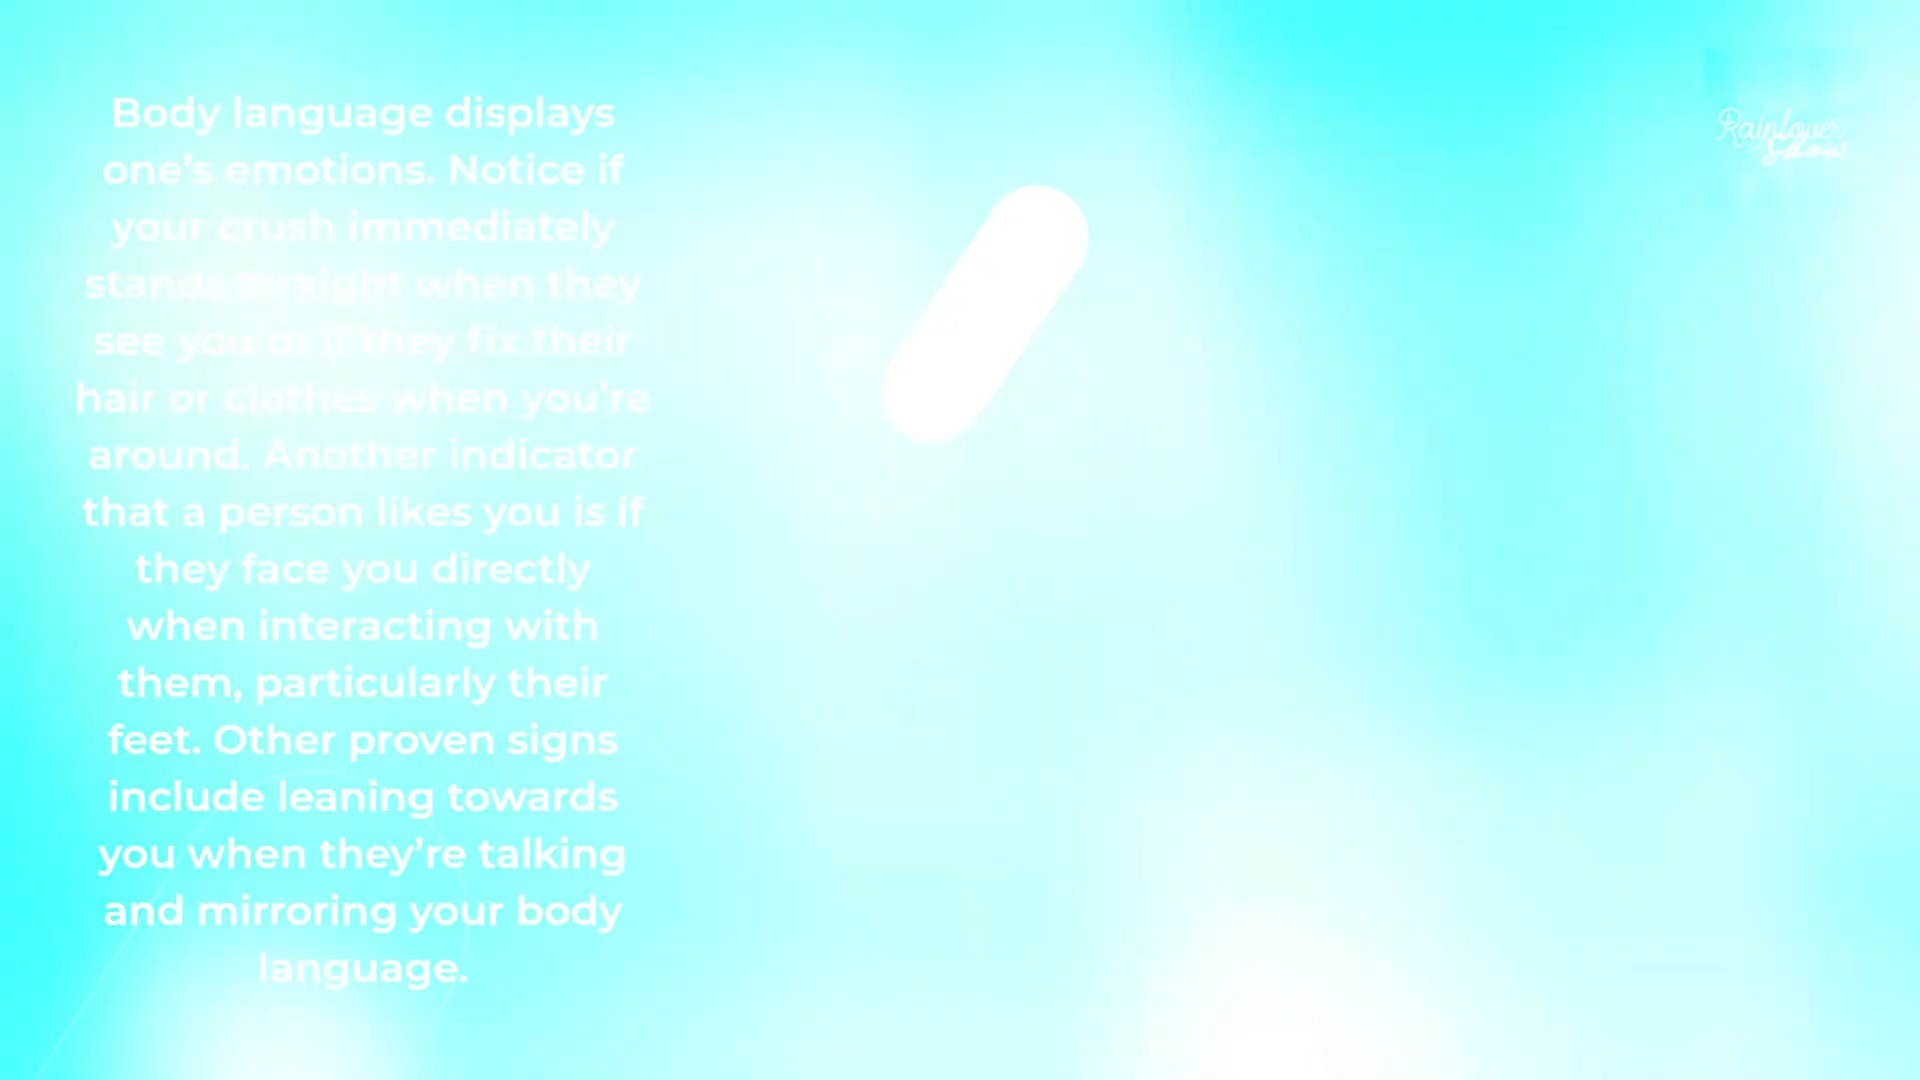 Body language displays
one's emotions. Notice if
your crush immediately
stands straight when they
see you or if they fix their
hair or clothes when you're
around. Another indicator
that a person likes you is if
they face you directly
when interacting with
them, particularly their
feet. Other proven signs
include leaning towards
you when they're talking
and mirroring your body
language.